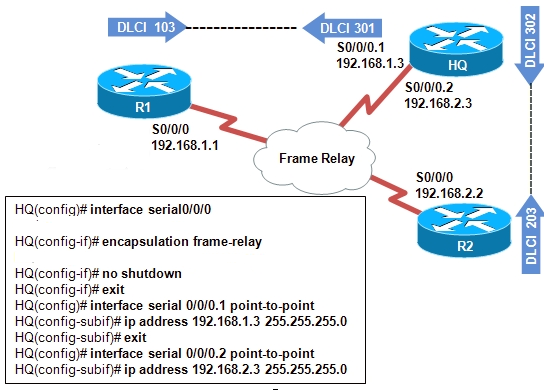 DLCI 103
DLCI 301
S0/0/0.1
192.168.1.3
DLCI 302
HQ
S0/0/0.2
192.168.2.3
R1
S0/0/0
192.168.1.1
Frame Relay
S0/0/0
192.168.2.2
R2
DLCI 203
HQ(config)# interface serial0/0/0
HQ(config-if)# encapsulation frame-relay
HQ(config-if)# no shutdown
HQ(config-if)# exit
HQ(config)# interface serial 0/0/0.1 point-to-point
HQ(config-subif)# ip address 192.168.1.3 255.255.255.0
HQ(config-subif)# exit
HQ(config)# interface serial 0/0/0.2 point-to-point
HQ(config-subif)# ip address 192.168.2.3 255.255.255.0